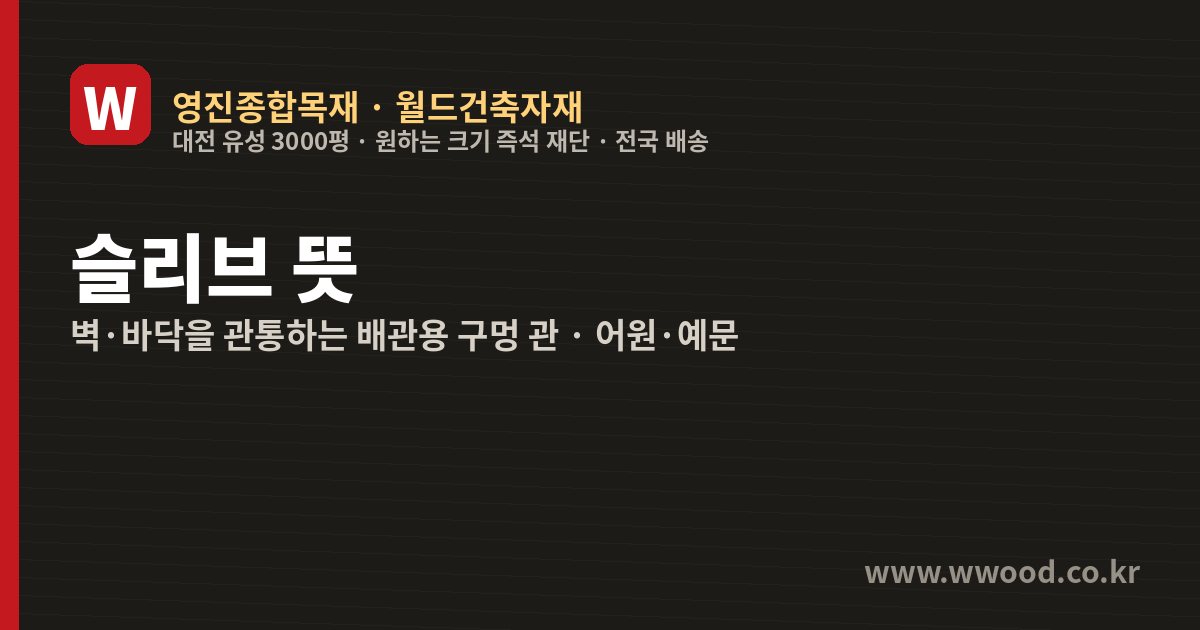 W
영진종합목재 · 월드건축자재
대전 유성 3000평 · 원하는 크기 즉석 재단 · 전국 배송
슬리브 뜻
벽·바닥을 관통하는 배관용 구멍 관 · 어원·예문
www.wwood.co.kr